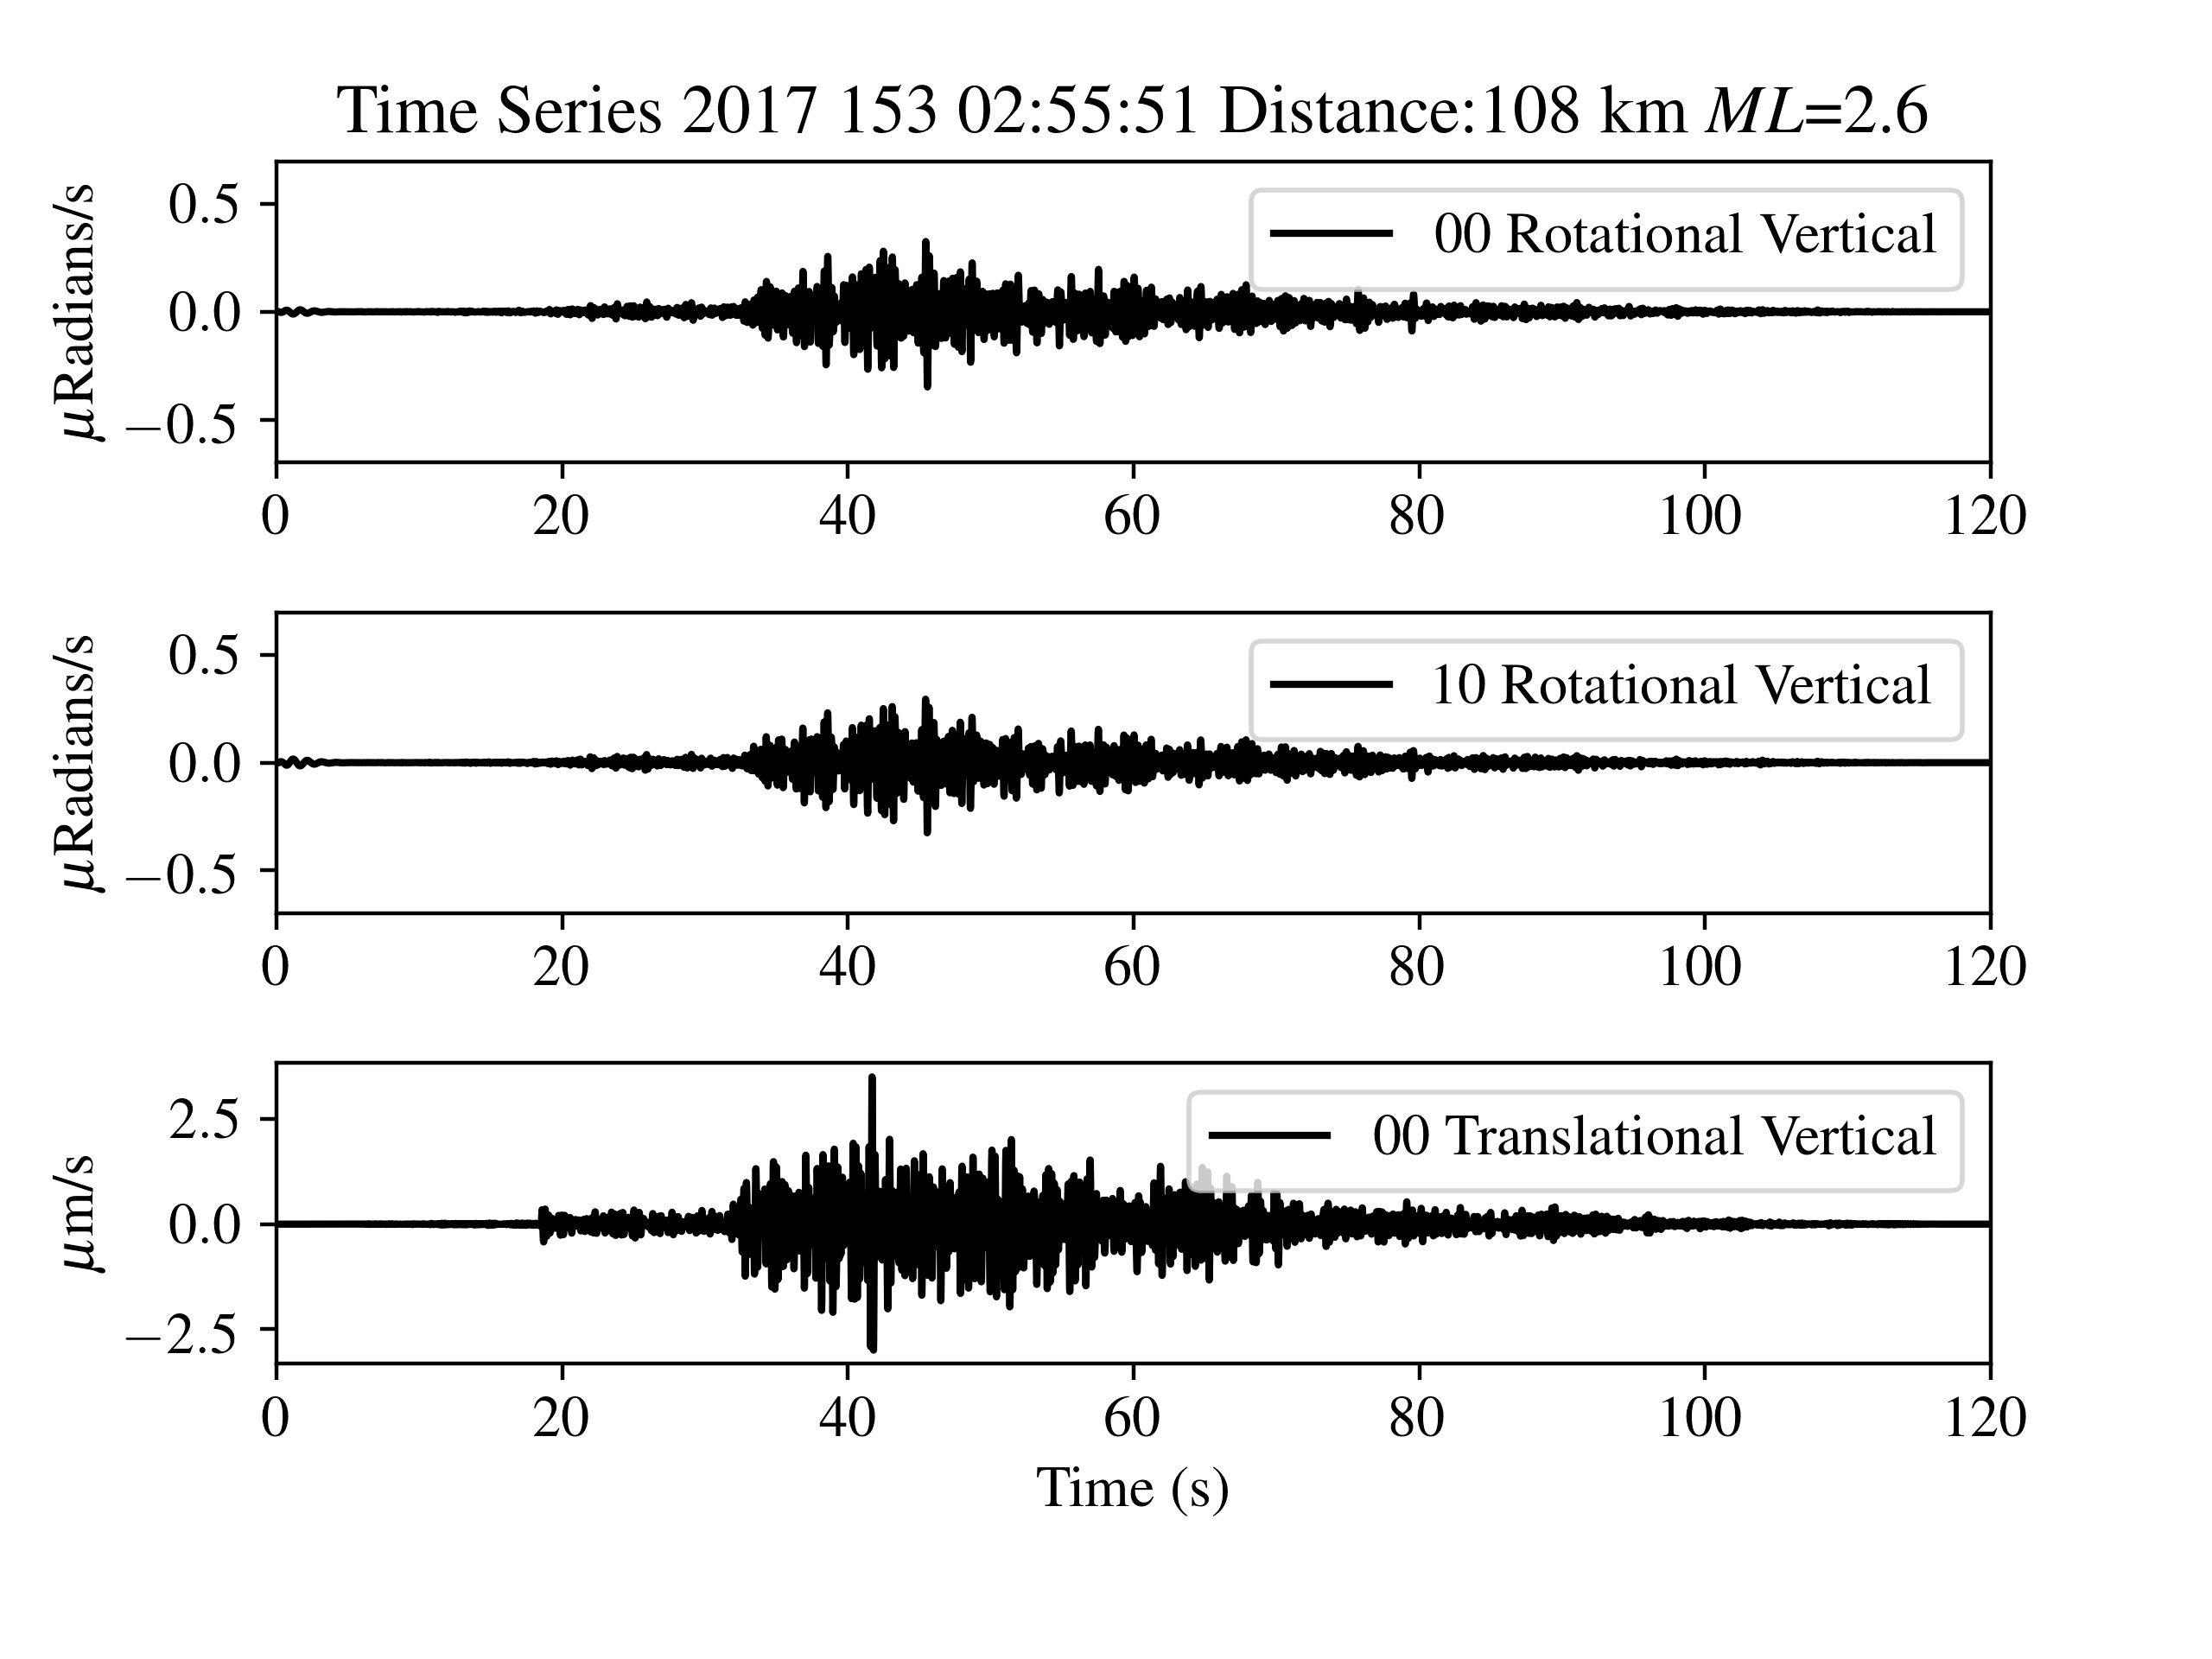 Time Series 2017 153 02:55:51 Distance:108 km ML=2.6
µRadians/s
0.5
0.0
−0.5
00 Rotational Vertical
0 20 40 60 80 100 120
µRadians/s
0.5
0.0
−0.5
10 Rotational Vertical
0 20 40 60 80 100 120
µm/s
2.5
0.0
−2.5
00 Translational Vertical
0 20 40 60 80 100 120
Time (s)